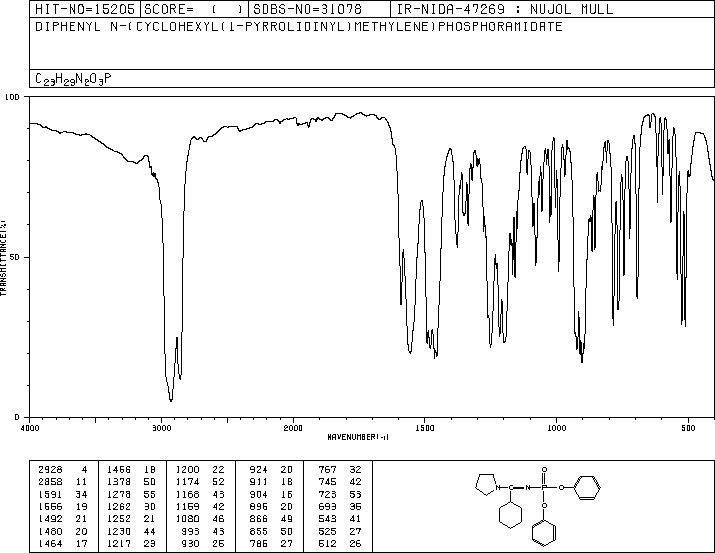 HIT-NO=15205 SCORE= ( ) SDBS-NO=31078 IR-NIDA-47269 : NUJOL MULL
DIPHENYL N-(CYCLOHEXYL(1-PYRROLIDINYL)METHYLENE)PHOSPHORAMIDATE
C23H29N2O3P
100
50
0
TRANSMITTANCE(%)
4000 3000 2000 1500 1000 500
WAVENUMBER(-1)
2928 4 1456 18 1200 22 924 20 767 32
2858 11 1378 50 1174 52 911 18 745 42
1591 34 1278 55 1168 43 904 16 723 53
1556 19 1262 30 1159 42 896 20 693 36
1492 21 1252 21 1080 46 866 49 543 41
1480 20 1230 44 993 43 855 50 525 27
1464 17 1217 23 930 25 786 27 512 26
O
N C N P O
O